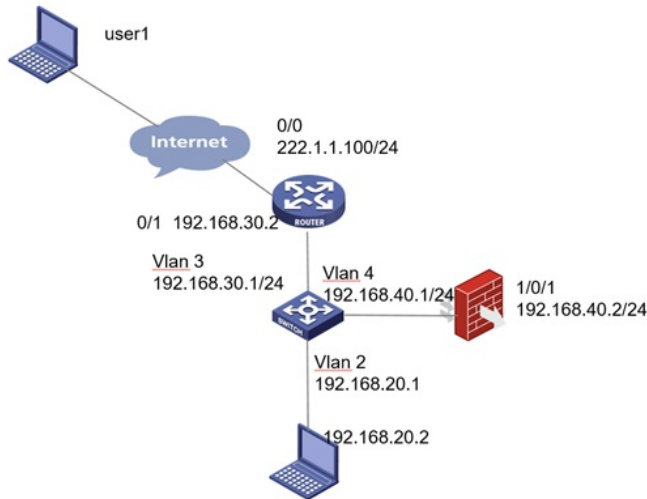 user1
Internet
0/0
222.1.1.100/24
ROUTER
0/1 192.168.30.2
Vlan 3
192.168.30.1/24
Vlan 4
192.168.40.1/24
1/0/1
192.168.40.2/24
SWITCH
Vlan 2
192.168.20.1
192.168.20.2